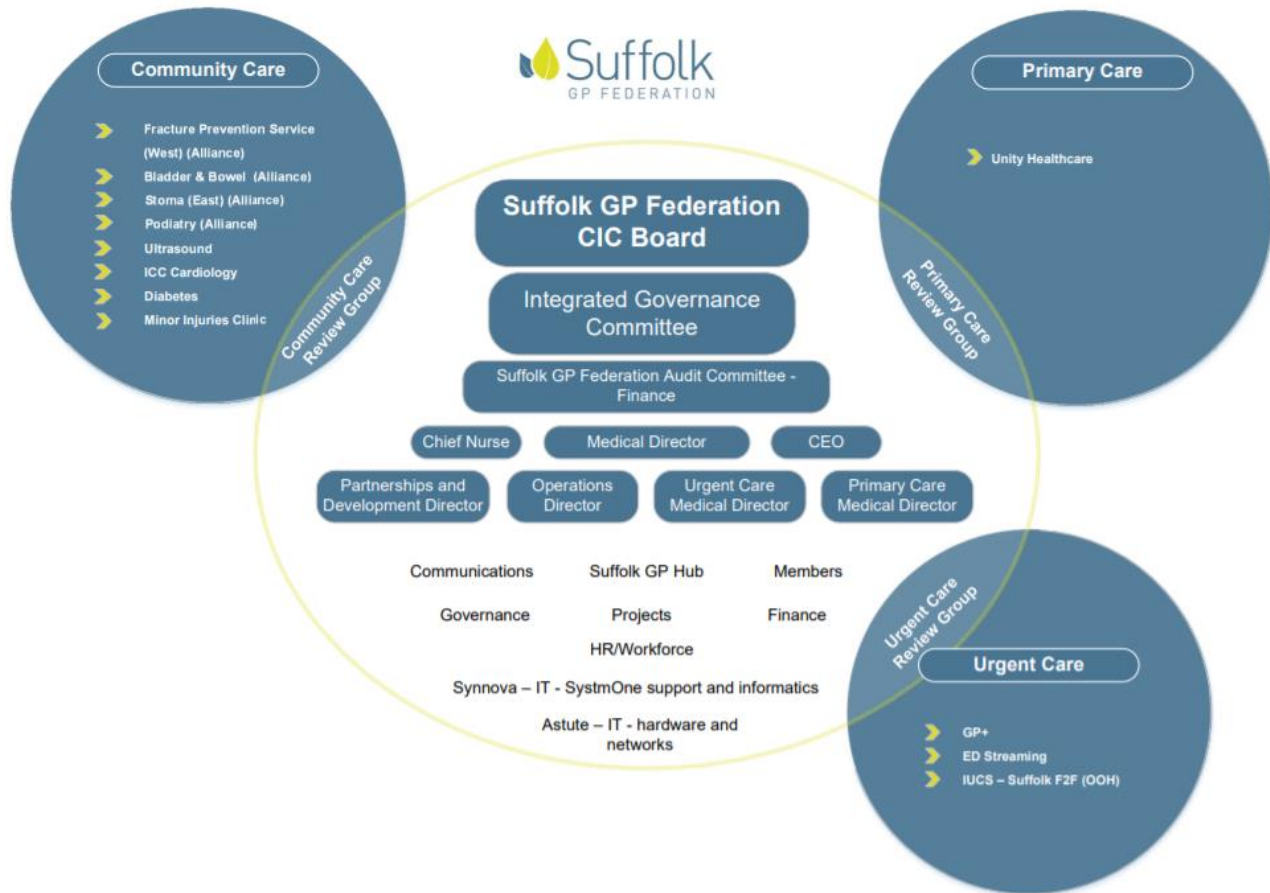 Suffolk
GP FEDERATION
Community Care
Fracture Prevention Service
(West) (Alliance)
Bladder & Bowel (Alliance)
Stoma (East) (Alliance)
Podiatry (Alliance)
Ultrasound
ICC Cardiology
Diabetes
Minor Injuries Clinic
Community Care
Review Group
Primary Care
Unity Healthcare
Primary Care
Review Group
Suffolk GP Federation
CIC Board
Integrated Governance
Committee
Suffolk GP Federation Audit Committee -
Finance
Chief Nurse
Medical Director
CEO
Partnerships and
Development Director
Operations
Director
Urgent Care
Medical Director
Primary Care
Medical Director
Communications
Suffolk GP Hub
Members
Governance
Projects
Finance
HR/Workforce
Synnova – IT - SystmOne support and informatics
Astute – IT - hardware and
networks
Urgent Care
Review Group
Urgent Care
GP+
ED Streaming
IUCS – Suffolk F2F (OOH)